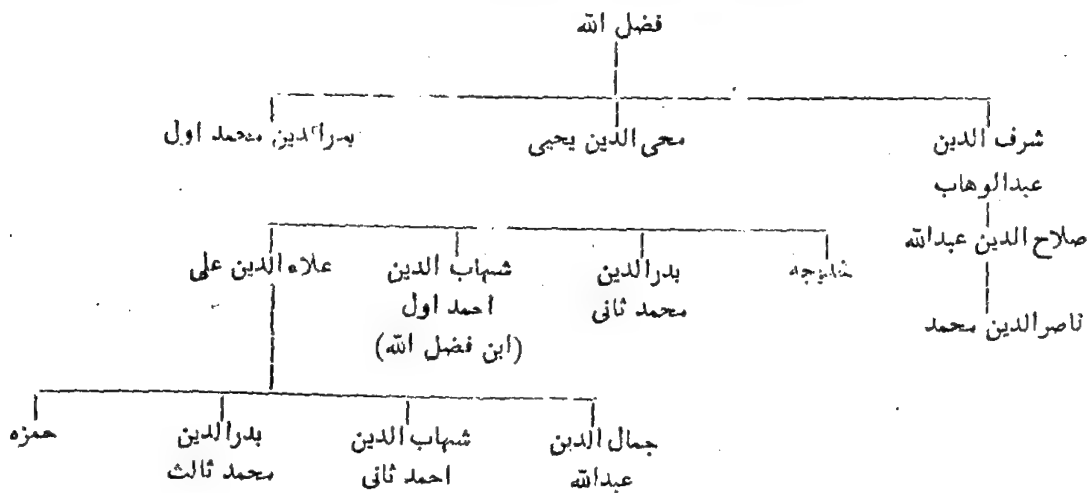 فضل الله
شرف الدین
عبدالوهاب
محی الدین یحیی
بدرالدین محمد اول
صلاح الدین عبدالله
ناصرالدین محمد
خدیجه
بدرالدین
محمد ثانی
شهاب الدین
احمد اول
(ابن فضل الله)
علاء الدین علی
جمال الدین
عبدالله
شهاب الدین
احمد ثانی
بدرالدین
محمد ثالث
حمزه